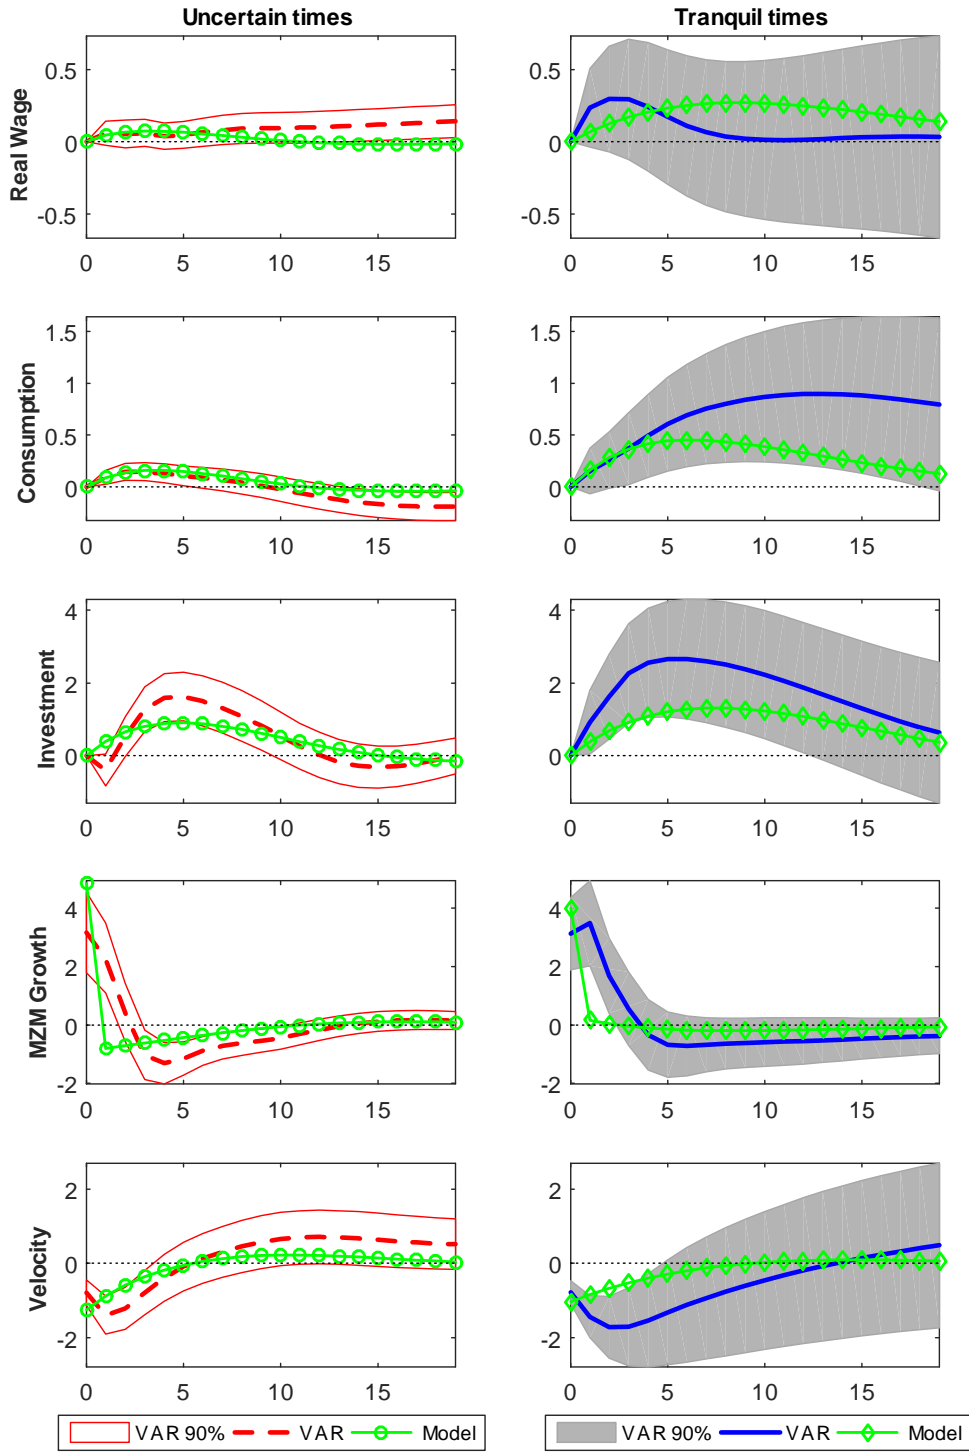 Uncertain times
Tranquil times
Real Wage
0.5
0
-0.5
0 5 10 15
0.5
0
-0.5
0 5 10 15
Consumption
1.5
1
0.5
0
0 5 10 15
1.5
1
0.5
0
0 5 10 15
Investment
4
2
0
0 5 10 15
4
2
0
0 5 10 15
MZM Growth
4
2
0
-2
0 5 10 15
4
2
0
-2
0 5 10 15
Velocity
2
0
-2
0 5 10 15
2
0
-2
0 5 10 15
VAR 90% VAR Model
VAR 90% VAR Model